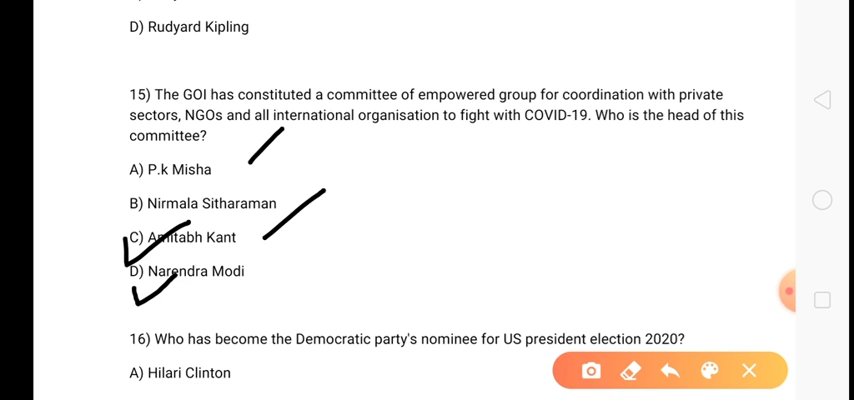 D) Rudyard Kipling
15) The GOI has constituted a committee of empowered group for coordination with private
sectors, NGOs and all international organisation to fight with COVID-19. Who is the head of this
committee?
A) P.k Misha
B) Nirmala Sitharaman
C) Amitabh Kant
D) Narendra Modi
16) Who has become the Democratic party's nominee for US president election 2020?
A) Hilari Clinton